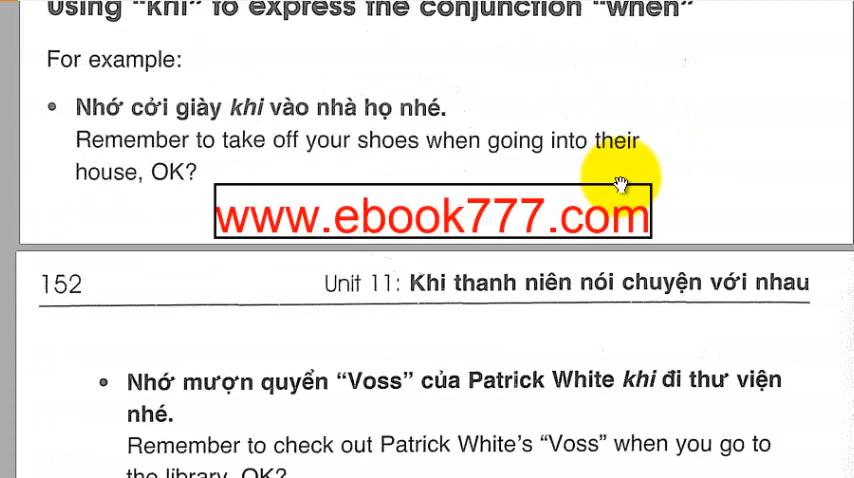 using "khi" to express the conjunction "when"
For example:
• Nhớ cởi giày khi vào nhà họ nhé.
Remember to take off your shoes when going into their
house, OK?
www.ebook777.com
152 Unit 11: Khi thanh niên nói chuyện với nhau
• Nhớ mượn quyển “Voss” của Patrick White khi đi thư viện
nhé.
Remember to check out Patrick White's “Voss” when you go to
the library, OK?